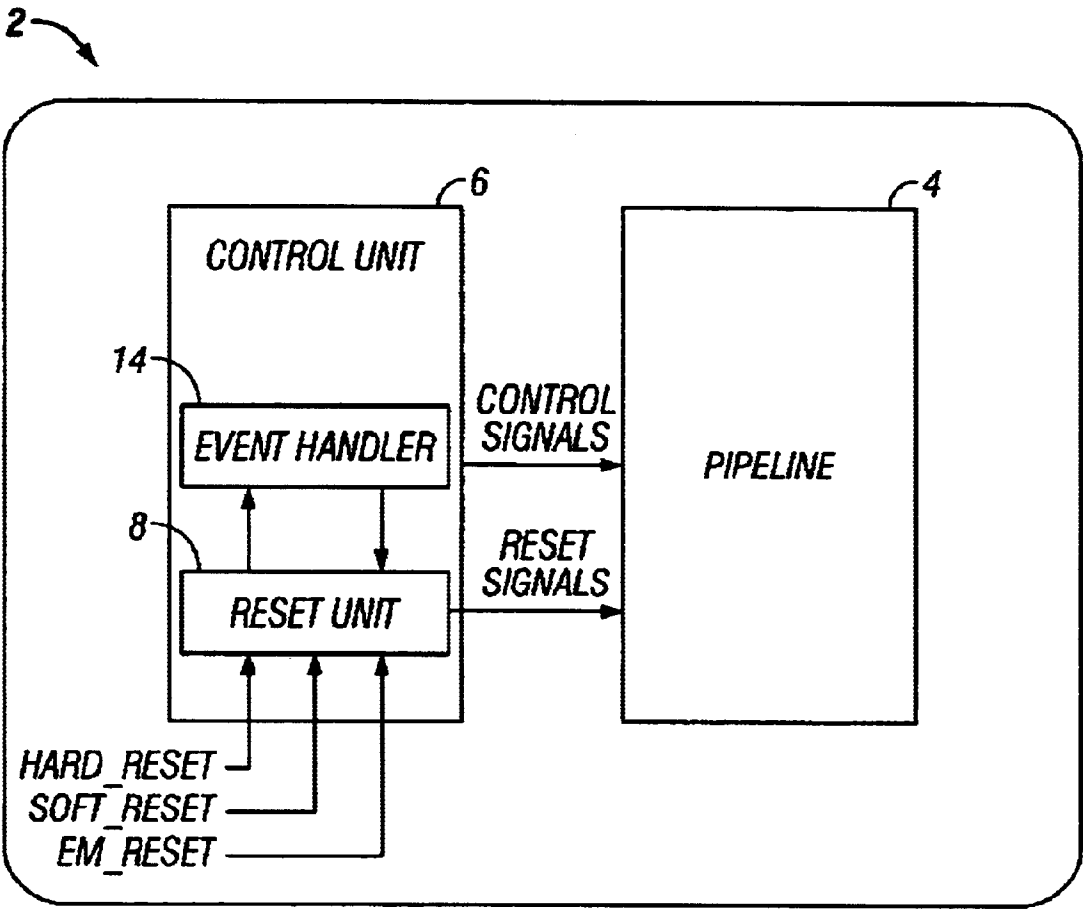 2
6
4
CONTROL UNIT
14
EVENT HANDLER
CONTROL
SIGNALS
PIPELINE
8
RESET UNIT
RESET
SIGNALS
HARD_RESET
SOFT_RESET
EM_RESET